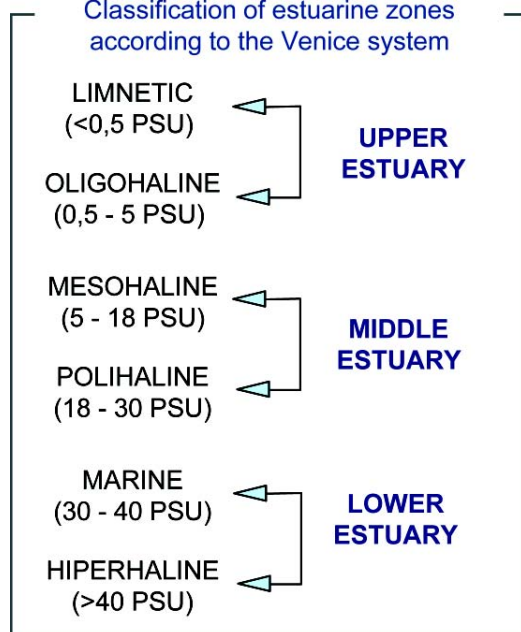 Classification of estuarine zones
according to the Venice system
LIMNETIC
(<0,5 PSU)
OLIGOHALINE
(0,5 - 5 PSU)
UPPER
ESTUARY
MESOHALINE
(5 - 18 PSU)
POLIHALINE
(18 - 30 PSU)
MIDDLE
ESTUARY
MARINE
(30 - 40 PSU)
HIPERHALINE
(>40 PSU)
LOWER
ESTUARY